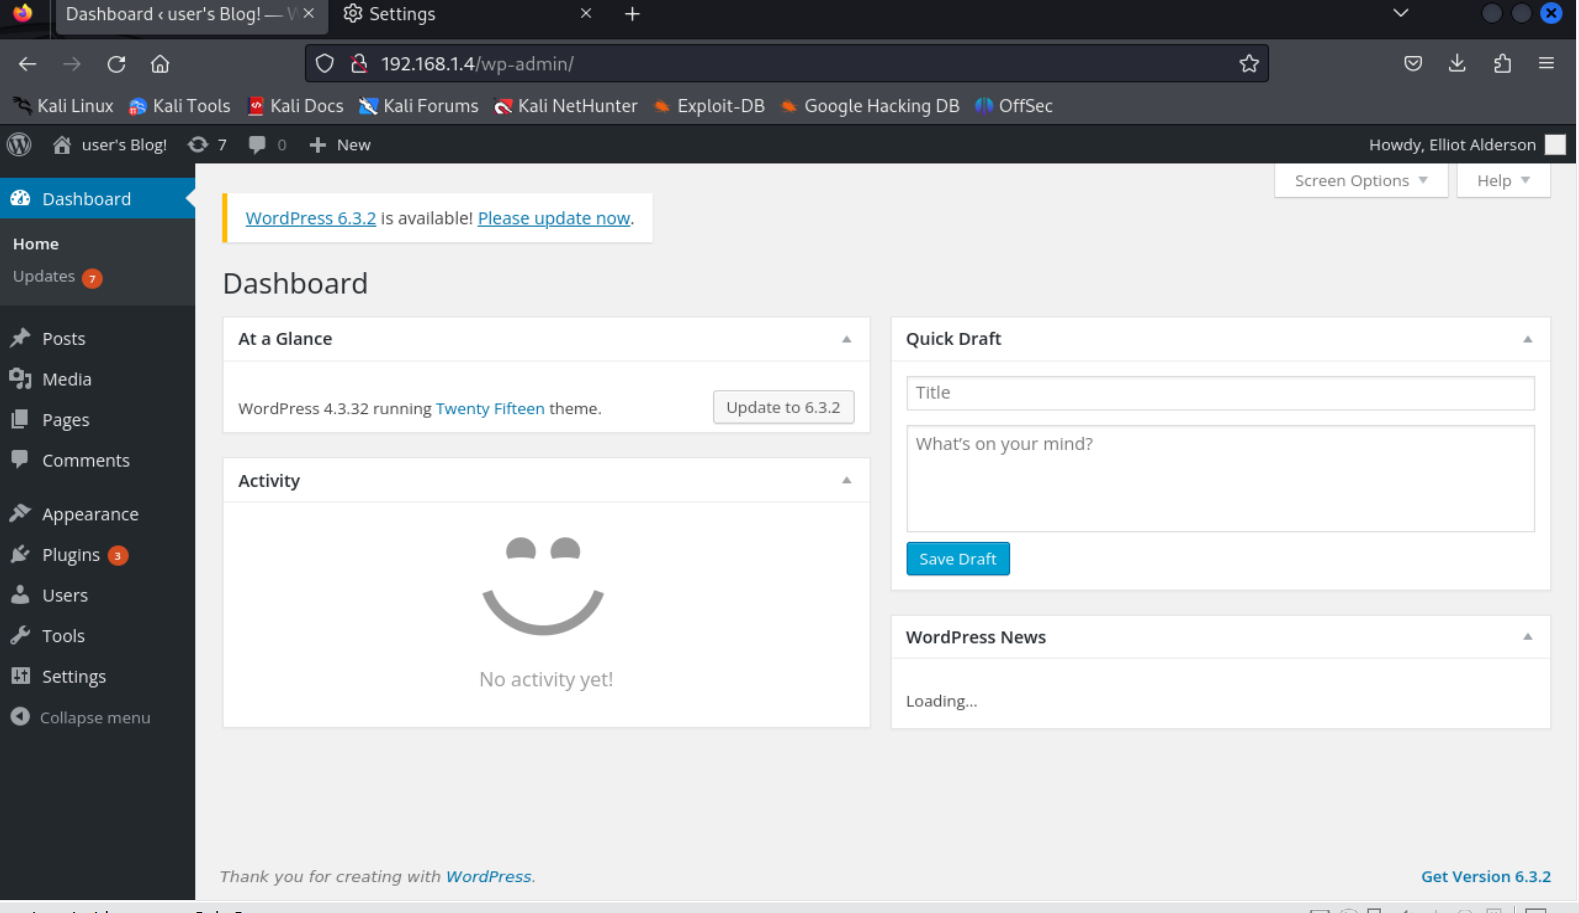 Dashboard ‹ user's Blog! — W
Settings
192.168.1.4/wp-admin/
Kali Linux Kali Tools Kali Docs Kali Forums Kali NetHunter Exploit-DB Google Hacking DB OffSec
user's Blog! 7 0 + New Howdy, Elliot Alderson
Screen Options Help
Dashboard
Home
Updates 7
Posts
Media
Pages
Comments
Appearance
Plugins 3
Users
Tools
Settings
Collapse menu
WordPress 6.3.2 is available! Please update now.
Dashboard
At a Glance
WordPress 4.3.32 running Twenty Fifteen theme. Update to 6.3.2
Activity
No activity yet!
Quick Draft
Title
What's on your mind?
Save Draft
WordPress News
Loading...
Thank you for creating with WordPress.
Get Version 6.3.2